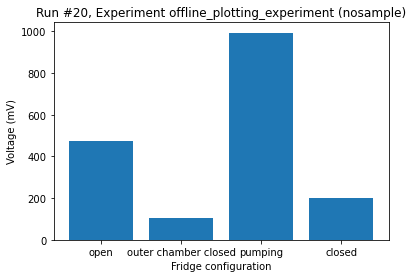 Run #20, Experiment offline_plotting_experiment (nosample)
1000
800
600
400
200
0
Voltage (mV)
open outer chamber closed pumping closed
Fridge configuration